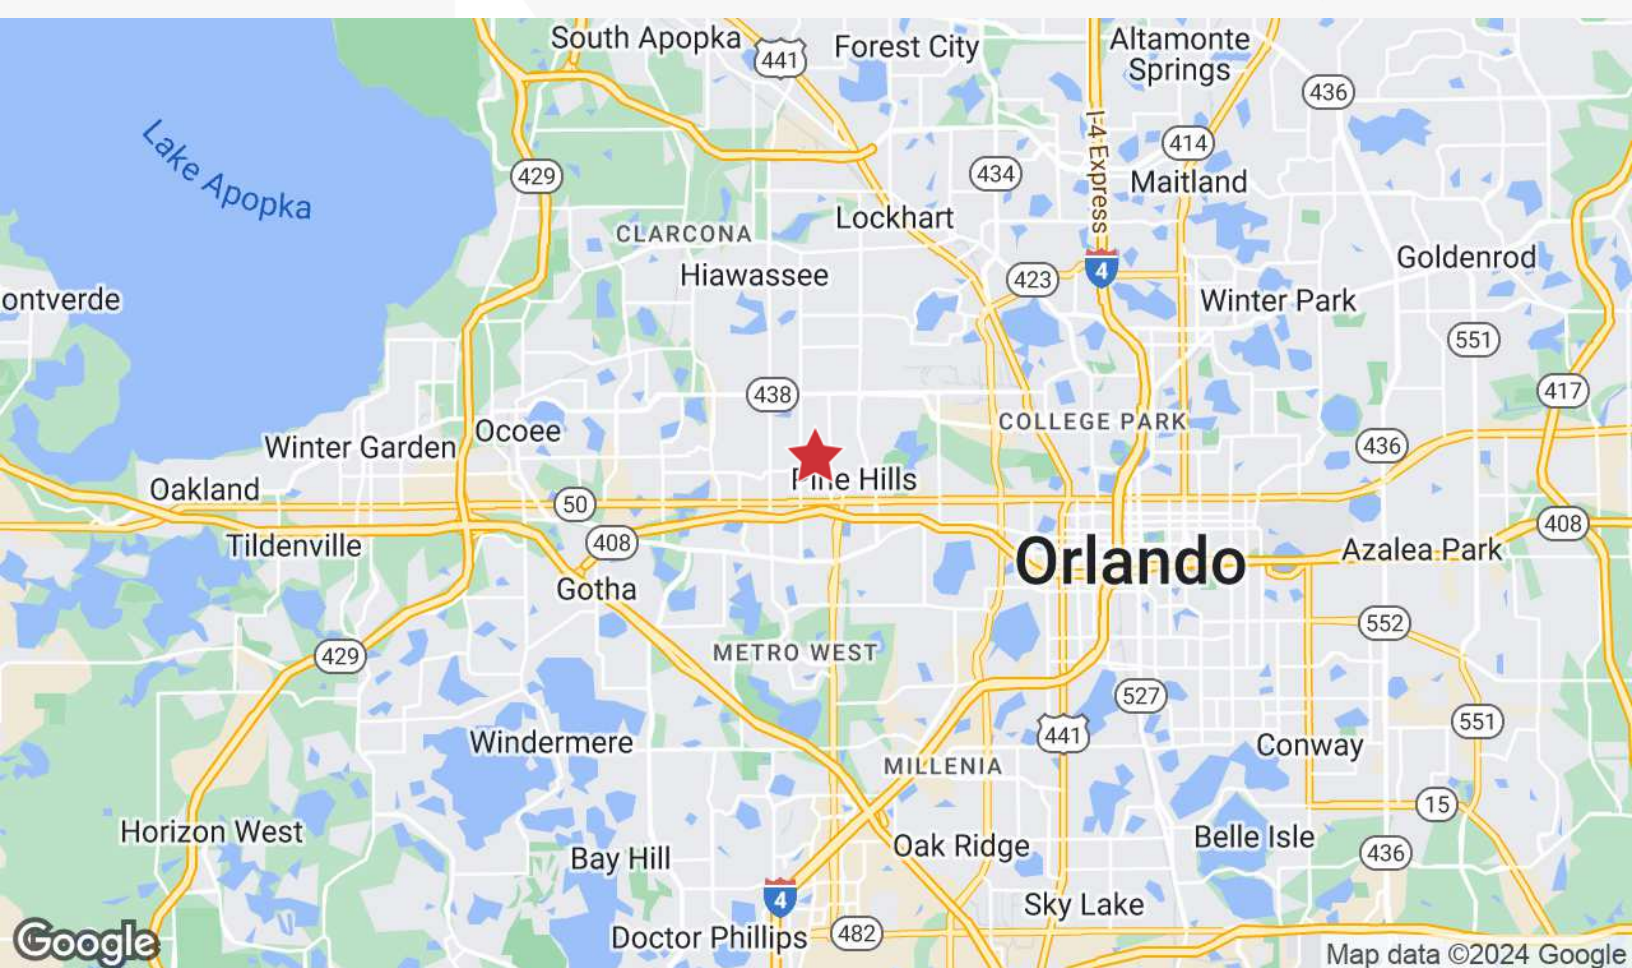 South Apopka
441
Forest City
Altamonte
Springs
436
I-4 Express
414
434
429
Maitland
Lake Apopka
Lockhart
CLARCONA
Goldenrod
4
Hiawassee
423
ontverde
Winter Park
551
438
417
COLLEGE PARK
Ocoee
Winter Garden
436
Hills
Oakland
50
408
408
Tildenville
Orlando
Azalea Park
Gotha
552
METRO WEST
429
527
551
441
Windermere
Conway
MILLENIA
15
Horizon West
Belle Isle
Oak Ridge
436
Bay Hill
4
Sky Lake
Doctor Phillips
482
Google
Map data ©2024 Google